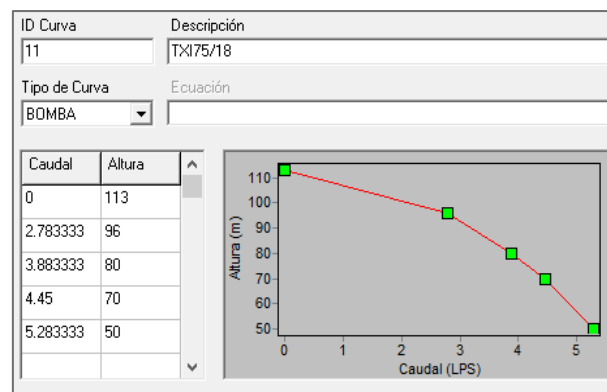 ID Curva Descripción
11 TXI75/18
Tipo de Curva Ecuación
BOMBA
Caudal Altura
0 113
2.783333 96
3.883333 80
4.45 70
5.283333 50
Altura (m)
110
100
90
80
70
60
50
0 1 2 3 4 5
Caudal (LPS)